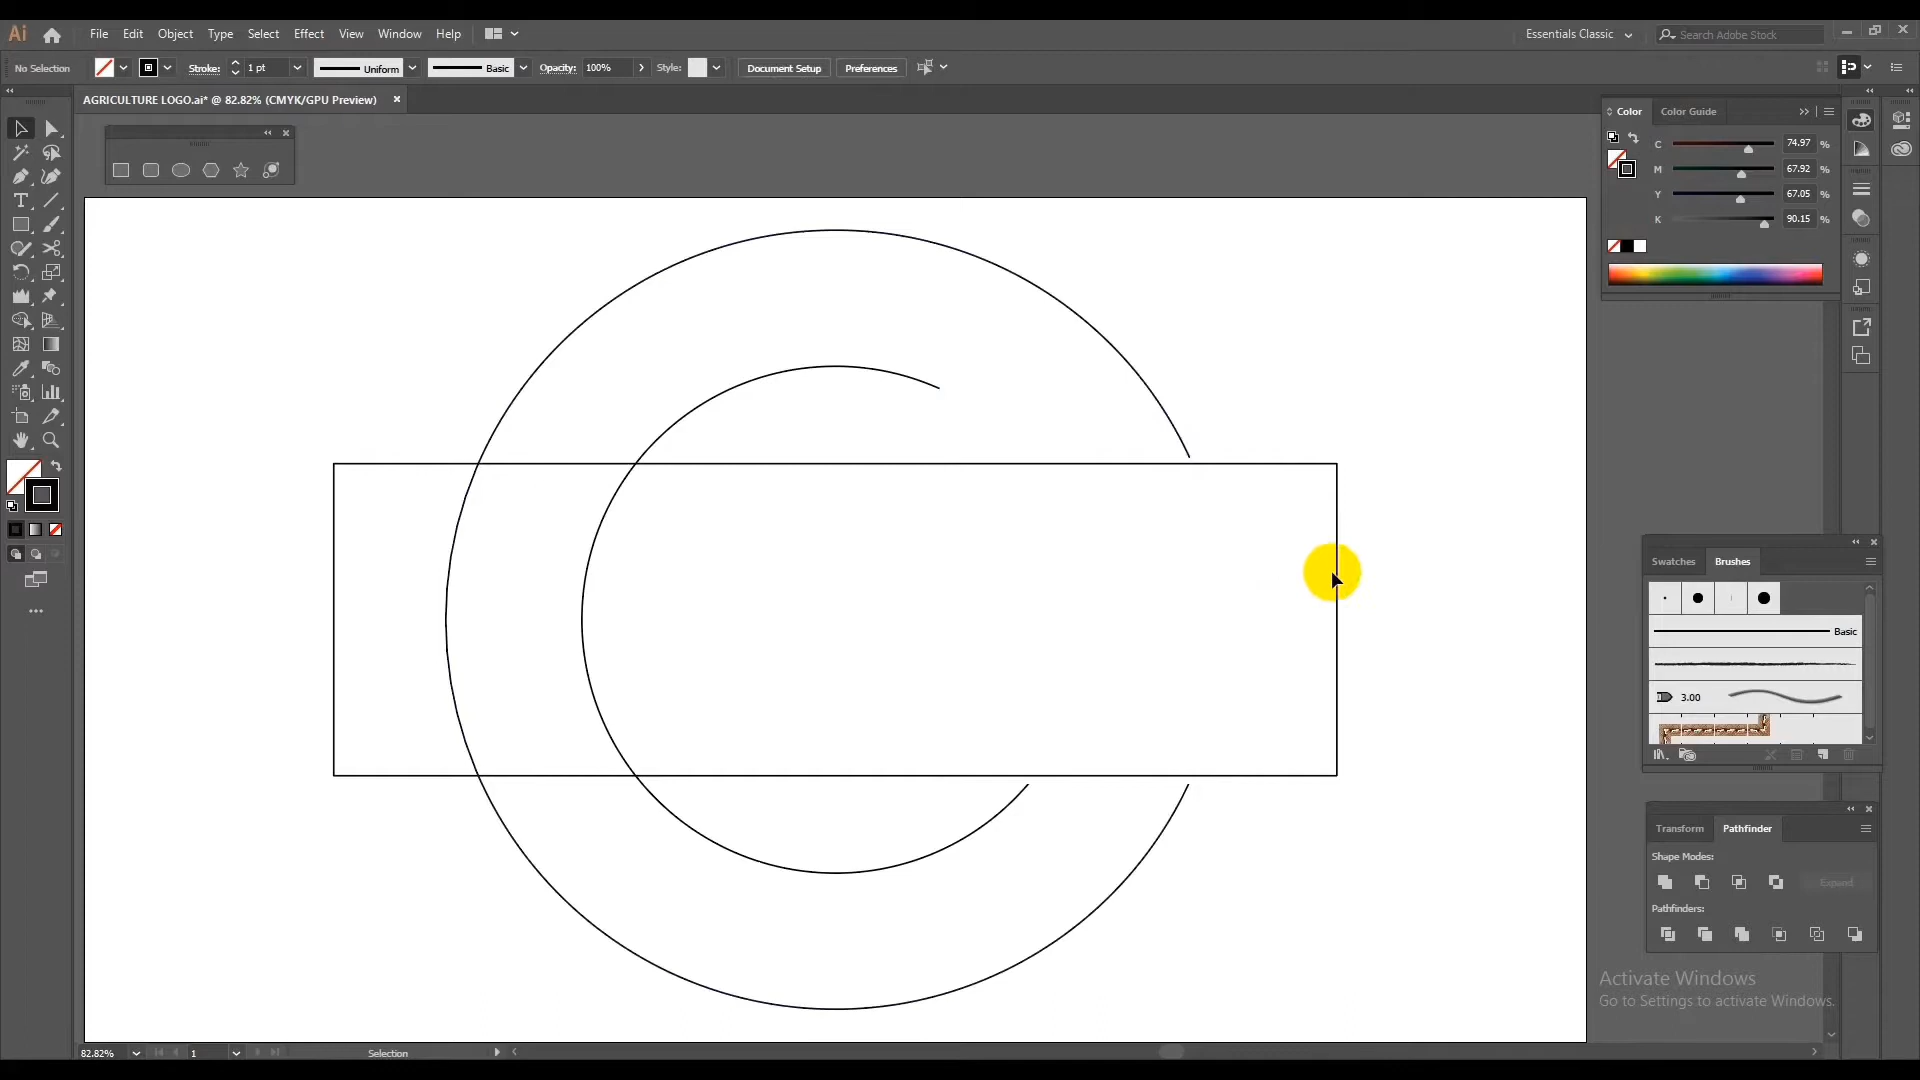 Ai File Edit Object Type Select Effect View Window Help Essentials Classic Search Adobe Stock
No Selection Stroke: 1 pt Uniform Basic Opacity: 100% Style: Document Setup Preferences
AGRICULTURE LOGO.ai* @ 82.82% (CMYK/GPU Preview)
Color Color Guide
C 74.97 %
M 67.92 %
Y 67.05 %
K 90.15 %
Swatches Brushes
Basic
3.00
Transform Pathfinder
Shape Modes:
Expand
Pathfinders:
Activate Windows
Go to Settings to activate Windows.
82.82% 1 Selection